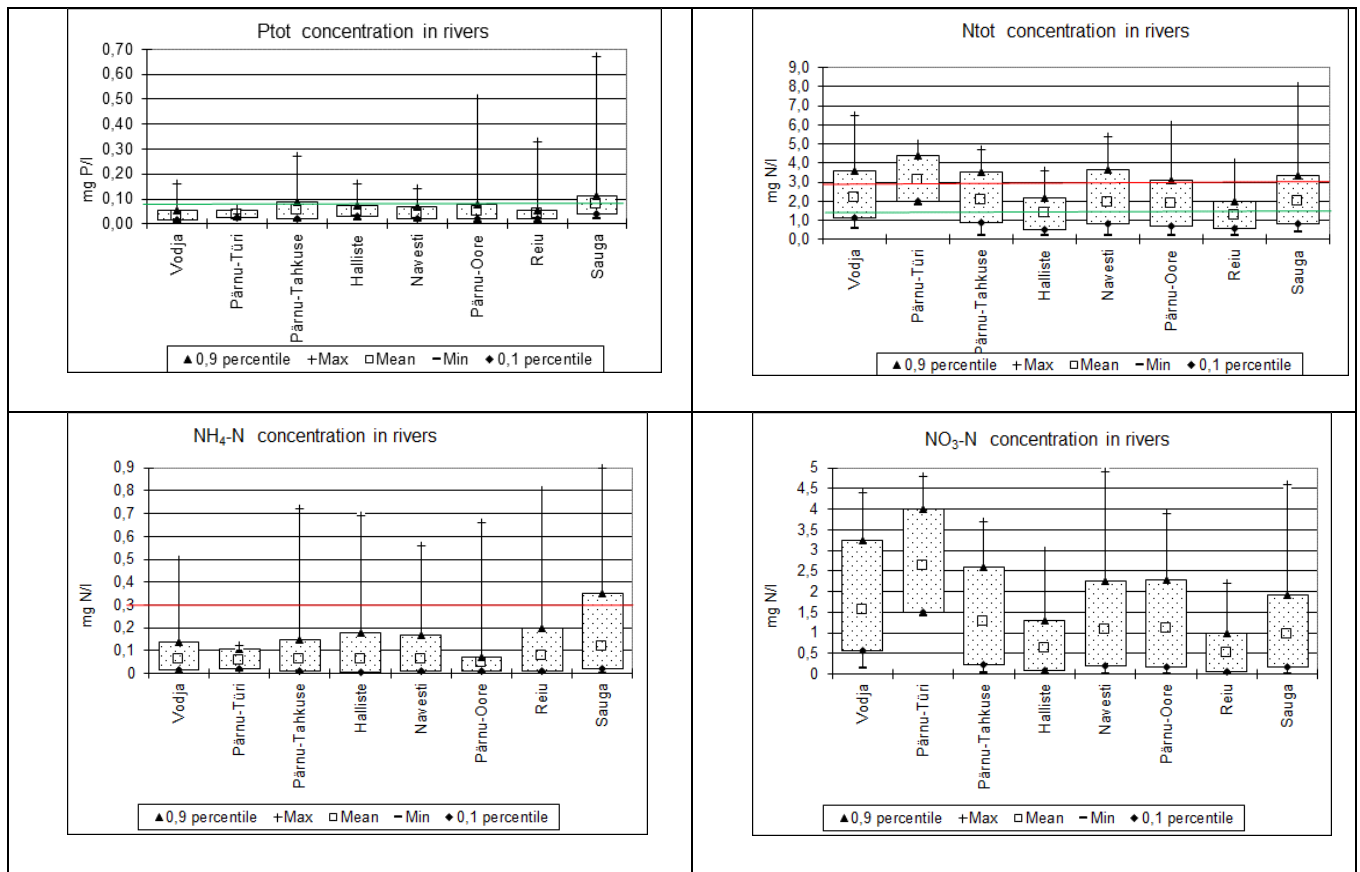 Ptot concentration in rivers
0,70
0,60
0,50
0,40
0,30
0,20
0,10
0,00
mg P/l
Vodja
Pärnu-Türi
Pärnu-Tahkuse
Halliste
Navesti
Pärnu-Oore
Reiu
Sauga
▲0,9 percentile +Max □Mean −Min ◆0,1 percentile
Ntot concentration in rivers
9,0
8,0
7,0
6,0
5,0
4,0
3,0
2,0
1,0
0,0
mg N/l
Vodja
Pärnu-Türi
Pärnu-Tahkuse
Halliste
Navesti
Pärnu-Oore
Reiu
Sauga
▲0,9 percentile +Max □Mean −Min ◆0,1 percentile
NH₄-N concentration in rivers
0,9
0,8
0,7
0,6
0,5
0,4
0,3
0,2
0,1
0
mg N/l
Vodja
Pärnu-Türi
Pärnu-Tahkuse
Halliste
Navesti
Pärnu-Oore
Reiu
Sauga
▲0,9 percentile +Max □Mean −Min ◆0,1 percentile
NO₃-N concentration in rivers
5
4,5
4
3,5
3
2,5
2
1,5
1
0,5
0
mg N/l
Vodja
Pärnu-Türi
Pärnu-Tahkuse
Halliste
Navesti
Pärnu-Oore
Reiu
Sauga
▲0,9 percentile +Max □Mean −Min ◆0,1 percentile